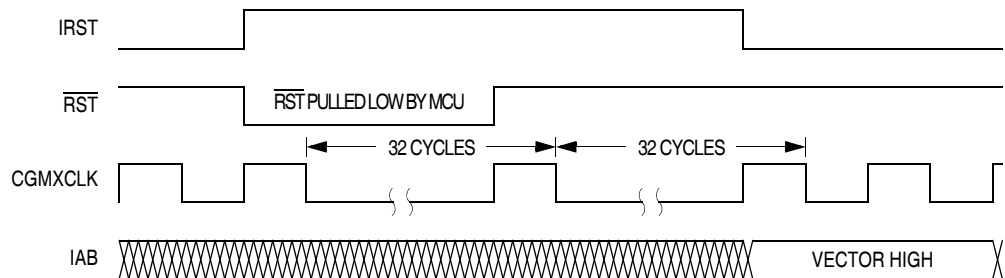 IRST
RST
RST PULLED LOW BY MCU
32 CYCLES
32 CYCLES
CGMXCLK
IAB
VECTOR HIGH